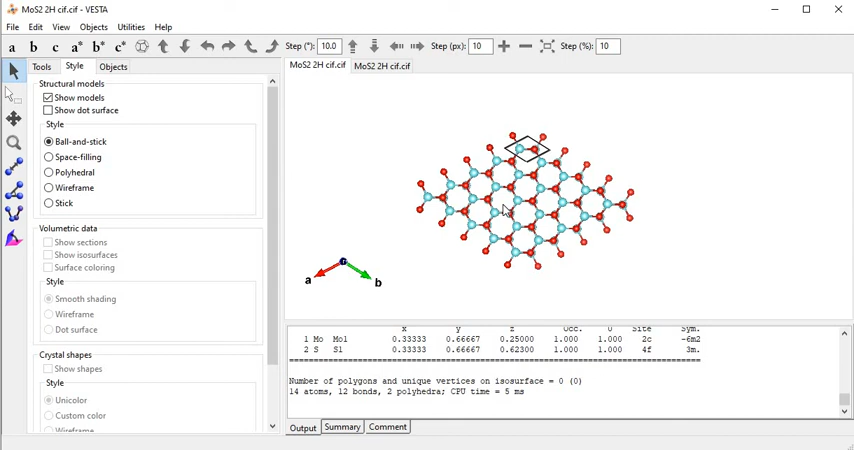 MoS2 2H cif.cif - VESTA
File Edit View Objects Utilities Help
a b c a* b* c* Step (°): 10.0 Step (px): 10 Step (%): 10
Tools Style Objects
MoS2 2H cif.cif MoS2 2H cif.cif
Structural models
Show models
Show dot surface
Style
Ball-and-stick
Space-filling
Polyhedral
Wireframe
Stick
Volumetric data
Show sections
Show isosurfaces
Surface coloring
Style
Smooth shading
Wireframe
Dot surface
Crystal shapes
Show shapes
Style
Unicolor
Custom color
Wireframe
a b
x y z Occ. U Site Sym.
1 Mo Mo1 0.33333 0.66667 0.25000 1.000 1.000 2c -6m2
2 S S1 0.33333 0.66667 0.62300 1.000 1.000 4f 3m.
Number of polygons and unique vertices on isosurface = 0 (0)
14 atoms, 12 bonds, 2 polyhedra; CPU time = 5 ms
Output Summary Comment